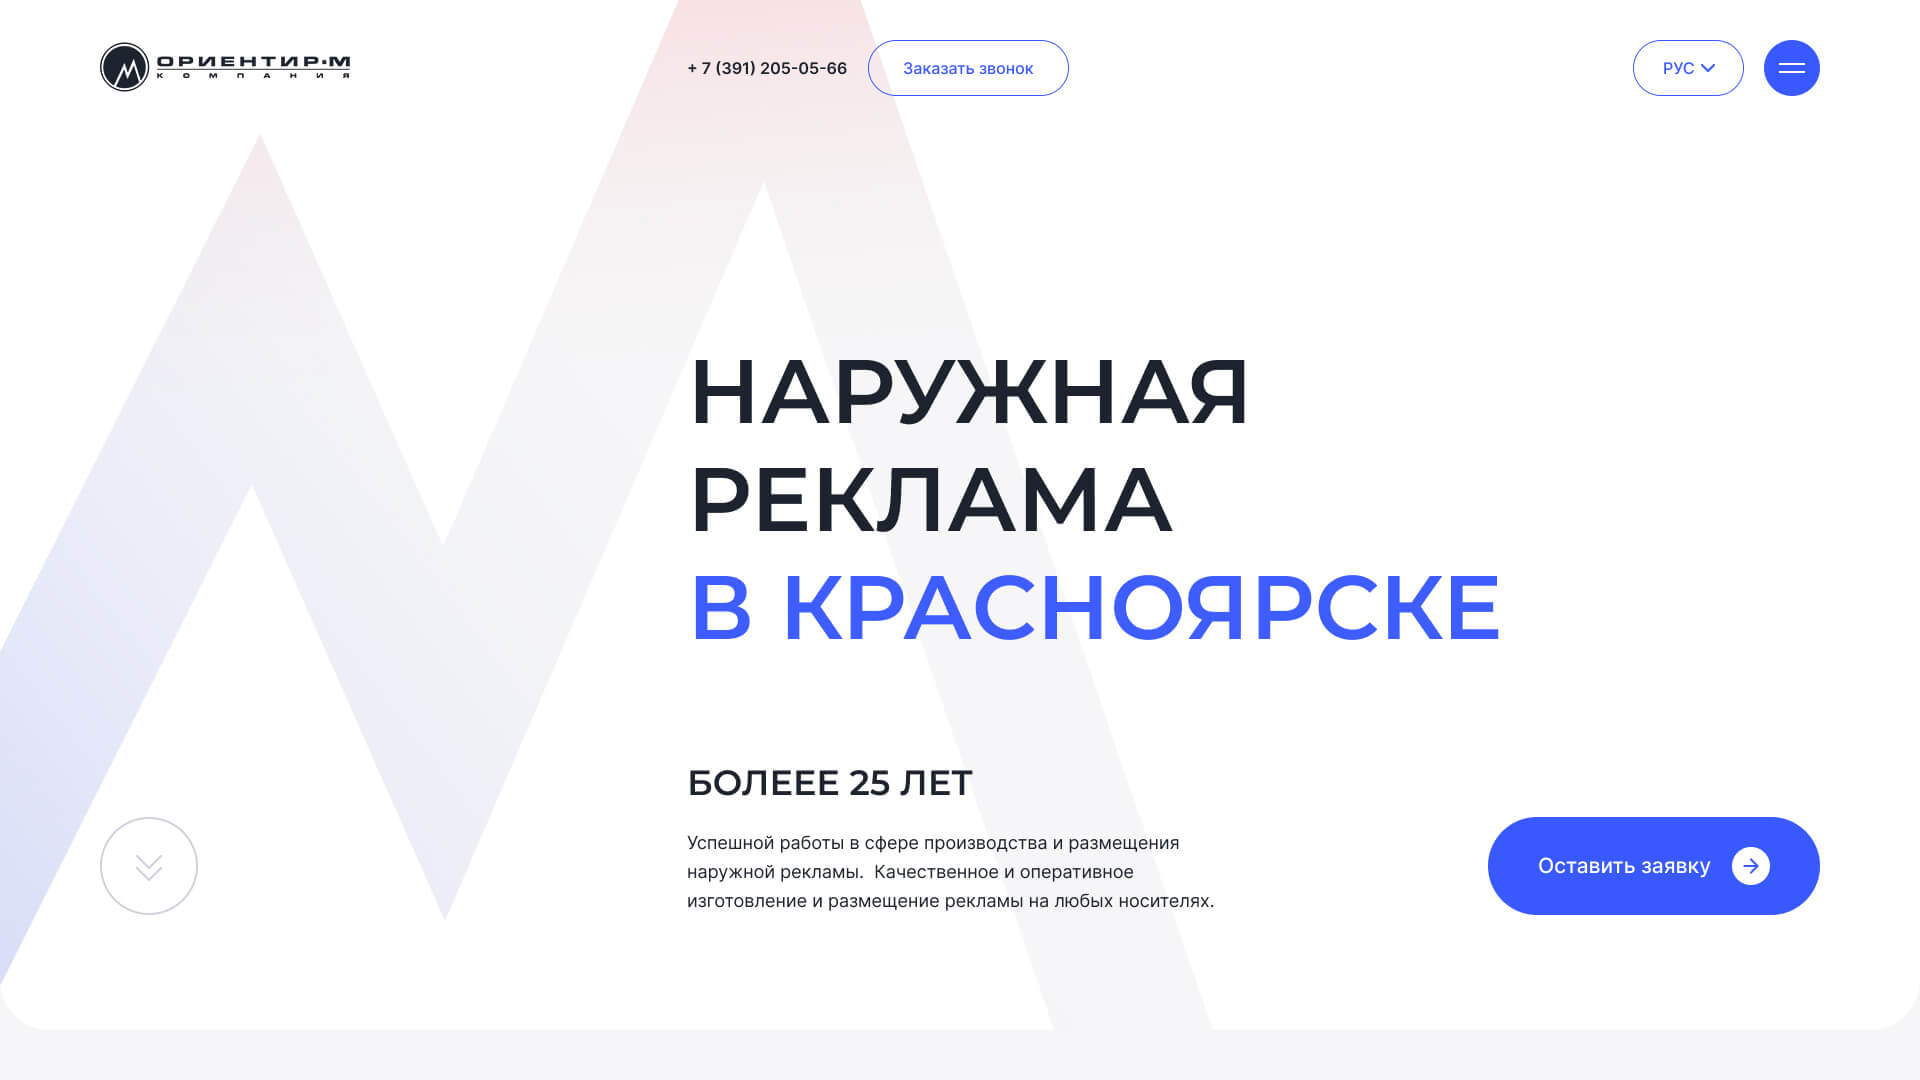 ОРИЕНТИР·М
КОМПАНИЯ
+ 7 (391) 205-05-66
Заказать звонок
РУС
НАРУЖНАЯ
РЕКЛАМА
В КРАСНОЯРСКЕ
БОЛЕЕЕ 25 ЛЕТ
Успешной работы в сфере производства и размещения
наружной рекламы.  Качественное и оперативное
изготовление и размещение рекламы на любых носителях.
Оставить заявку